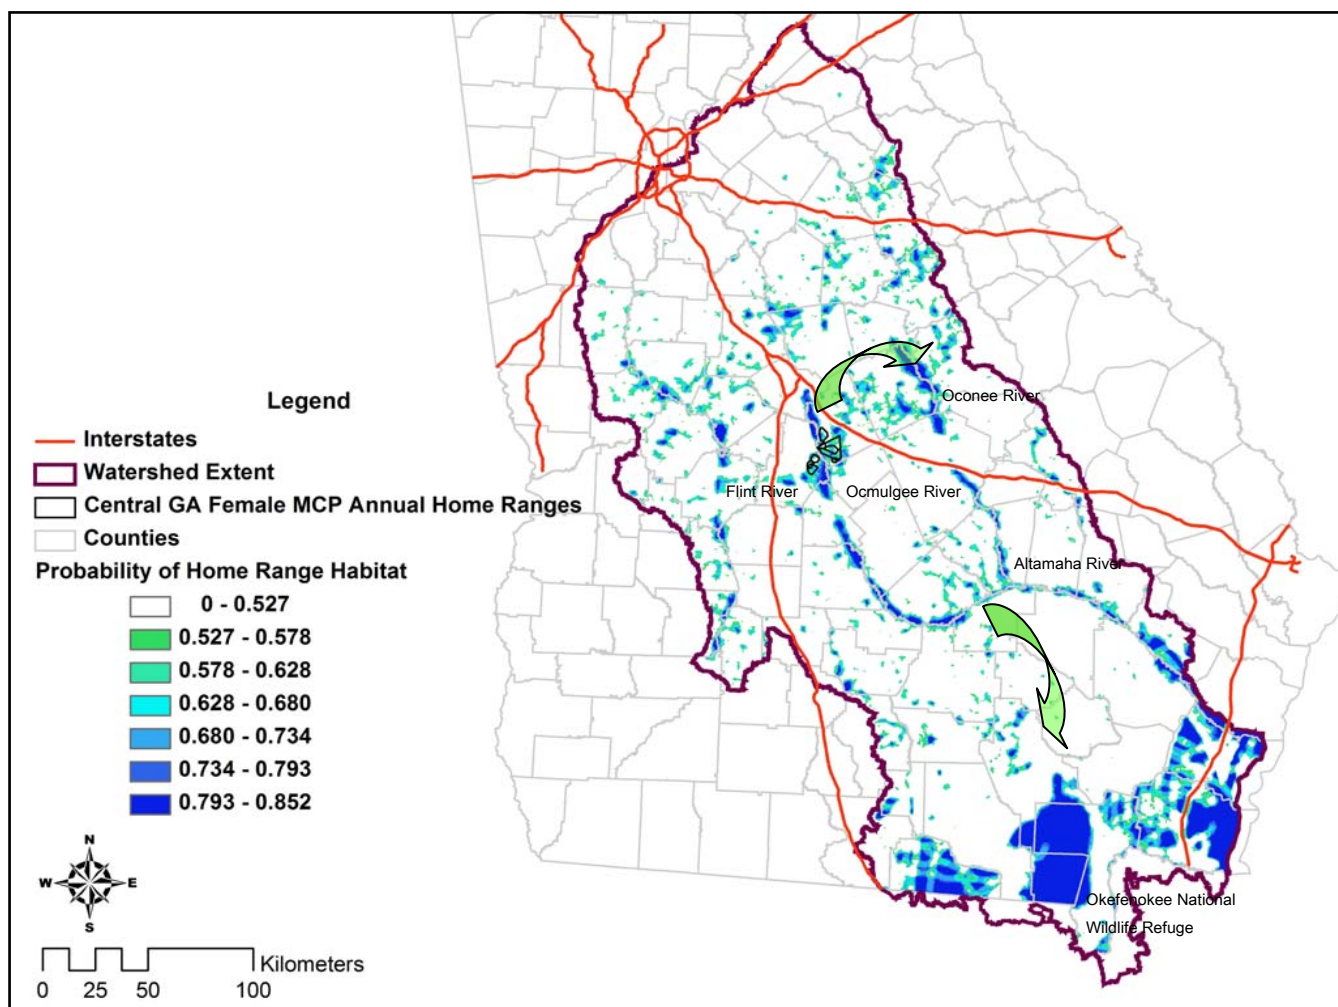 Legend
Interstates
Watershed Extent
Central GA Female MCP Annual Home Ranges
Counties
Probability of Home Range Habitat
0 - 0.527
0.527 - 0.578
0.578 - 0.628
0.628 - 0.680
0.680 - 0.734
0.734 - 0.793
0.793 - 0.852
N
W E
S
Kilometers
0 25 50 100
Oconee River
Flint River
Ocmulgee River
Altamaha River
Okefenokee National
Wildlife Refuge